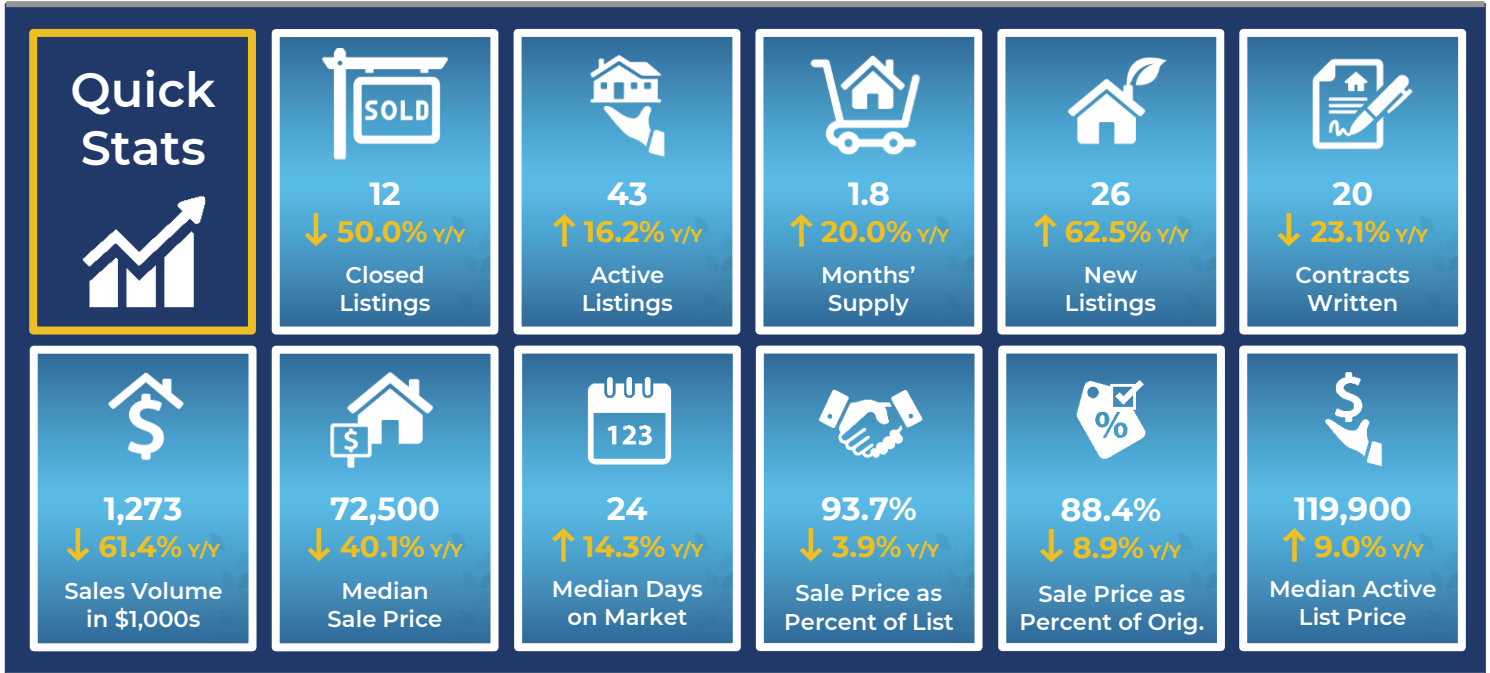 Quick
Stats
SOLD
12
↓ 50.0% Y/Y
Closed
Listings
43
↑ 16.2% Y/Y
Active
Listings
1.8
↑ 20.0% Y/Y
Months’
Supply
26
↑ 62.5% Y/Y
New
Listings
20
↓ 23.1% Y/Y
Contracts
Written
$
1,273
↓ 61.4% Y/Y
Sales Volume
in $1,000s
$
72,500
↓ 40.1% Y/Y
Median
Sale Price
123
24
↑ 14.3% Y/Y
Median Days
on Market
93.7%
↓ 3.9% Y/Y
Sale Price as
Percent of List
%
88.4%
↓ 8.9% Y/Y
Sale Price as
Percent of Orig.
$
119,900
↑ 9.0% Y/Y
Median Active
List Price